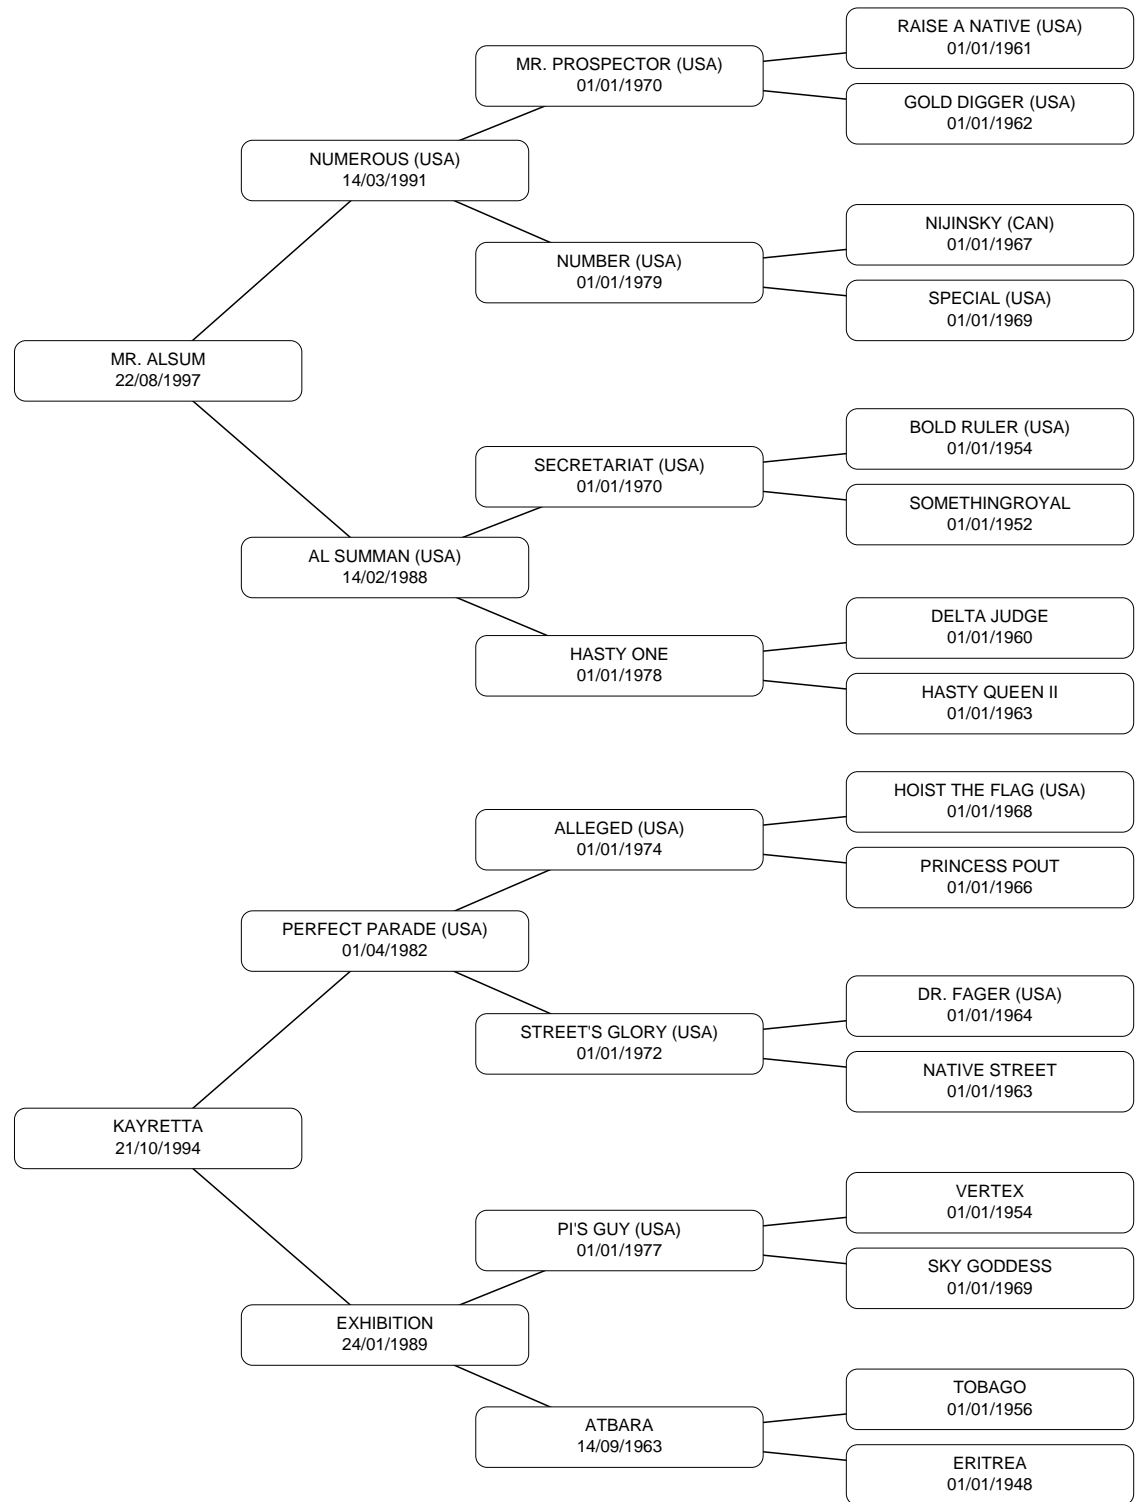 RAISE A NATIVE (USA)
01/01/1961
MR. PROSPECTOR (USA)
01/01/1970
GOLD DIGGER (USA)
01/01/1962
NUMEROUS (USA)
14/03/1991
NIJINSKY (CAN)
01/01/1967
NUMBER (USA)
01/01/1979
SPECIAL (USA)
01/01/1969
MR. ALSUM
22/08/1997
BOLD RULER (USA)
01/01/1954
SECRETARIAT (USA)
01/01/1970
SOMETHINGROYAL
01/01/1952
AL SUMMAN (USA)
14/02/1988
DELTA JUDGE
01/01/1960
HASTY ONE
01/01/1978
HASTY QUEEN II
01/01/1963
HOIST THE FLAG (USA)
01/01/1968
ALLEGED (USA)
01/01/1974
PRINCESS POUT
01/01/1966
PERFECT PARADE (USA)
01/04/1982
DR. FAGER (USA)
01/01/1964
STREET'S GLORY (USA)
01/01/1972
NATIVE STREET
01/01/1963
KAYRETTA
21/10/1994
VERTEX
01/01/1954
PI'S GUY (USA)
01/01/1977
SKY GODDESS
01/01/1969
EXHIBITION
24/01/1989
TOBAGO
01/01/1956
ATBARA
14/09/1963
ERITREA
01/01/1948